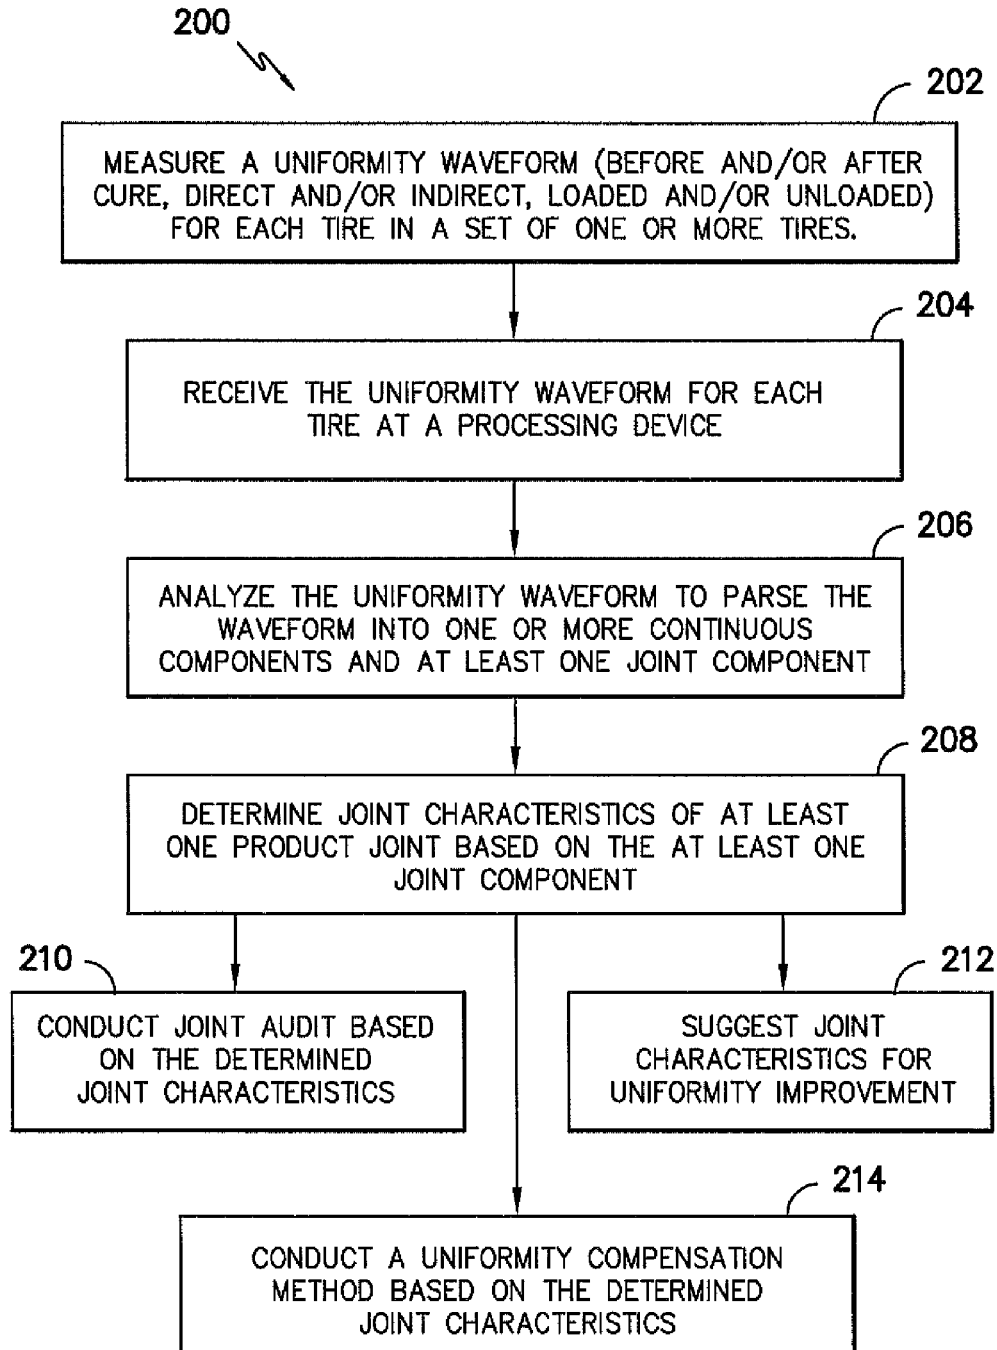 200
202
MEASURE A UNIFORMITY WAVEFORM (BEFORE AND/OR AFTER
CURE, DIRECT AND/OR INDIRECT, LOADED AND/OR UNLOADED)
FOR EACH TIRE IN A SET OF ONE OR MORE TIRES.
204
RECEIVE THE UNIFORMITY WAVEFORM FOR EACH
TIRE AT A PROCESSING DEVICE
206
ANALYZE THE UNIFORMITY WAVEFORM TO PARSE THE
WAVEFORM INTO ONE OR MORE CONTINUOUS
COMPONENTS AND AT LEAST ONE JOINT COMPONENT
208
DETERMINE JOINT CHARACTERISTICS OF AT LEAST
ONE PRODUCT JOINT BASED ON THE AT LEAST ONE
JOINT COMPONENT
210
CONDUCT JOINT AUDIT BASED
ON THE DETERMINED
JOINT CHARACTERISTICS
212
SUGGEST JOINT
CHARACTERISTICS FOR
UNIFORMITY IMPROVEMENT
214
CONDUCT A UNIFORMITY COMPENSATION
METHOD BASED ON THE DETERMINED
JOINT CHARACTERISTICS